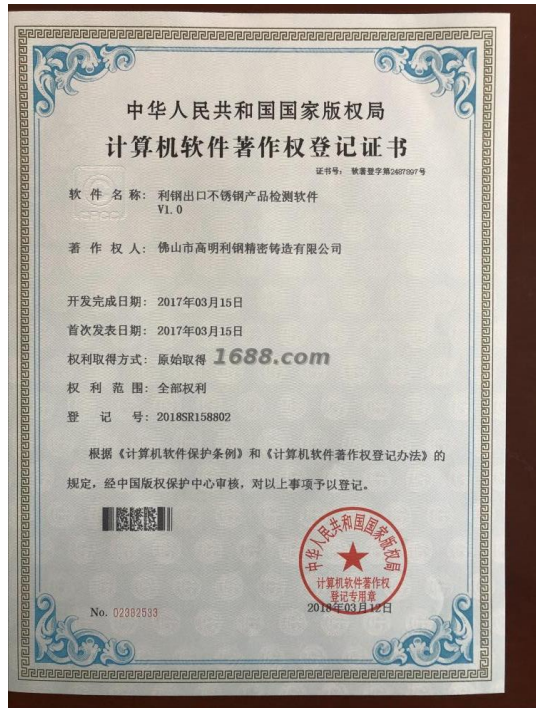 中华人民共和国国家版权局
计算机软件著作权登记证书
证书号： 软著登字第2487897号
软件名称： 利钢出口不锈钢产品检测软件
V1.0
著作权人： 佛山市高明利钢精密铸造有限公司
开发完成日期： 2017年03月15日
首次发表日期： 2017年03月15日
权利取得方式： 原始取得
1688.com
权利范围： 全部权利
登记号： 2018SR158802
根据《计算机软件保护条例》和《计算机软件著作权登记办法》的
规定，经中国版权保护中心审核，对以上事项予以登记。
中华人民共和国国家版权局
计算机软件著作权
登记专用章
2018年03月12日
No. 02382533